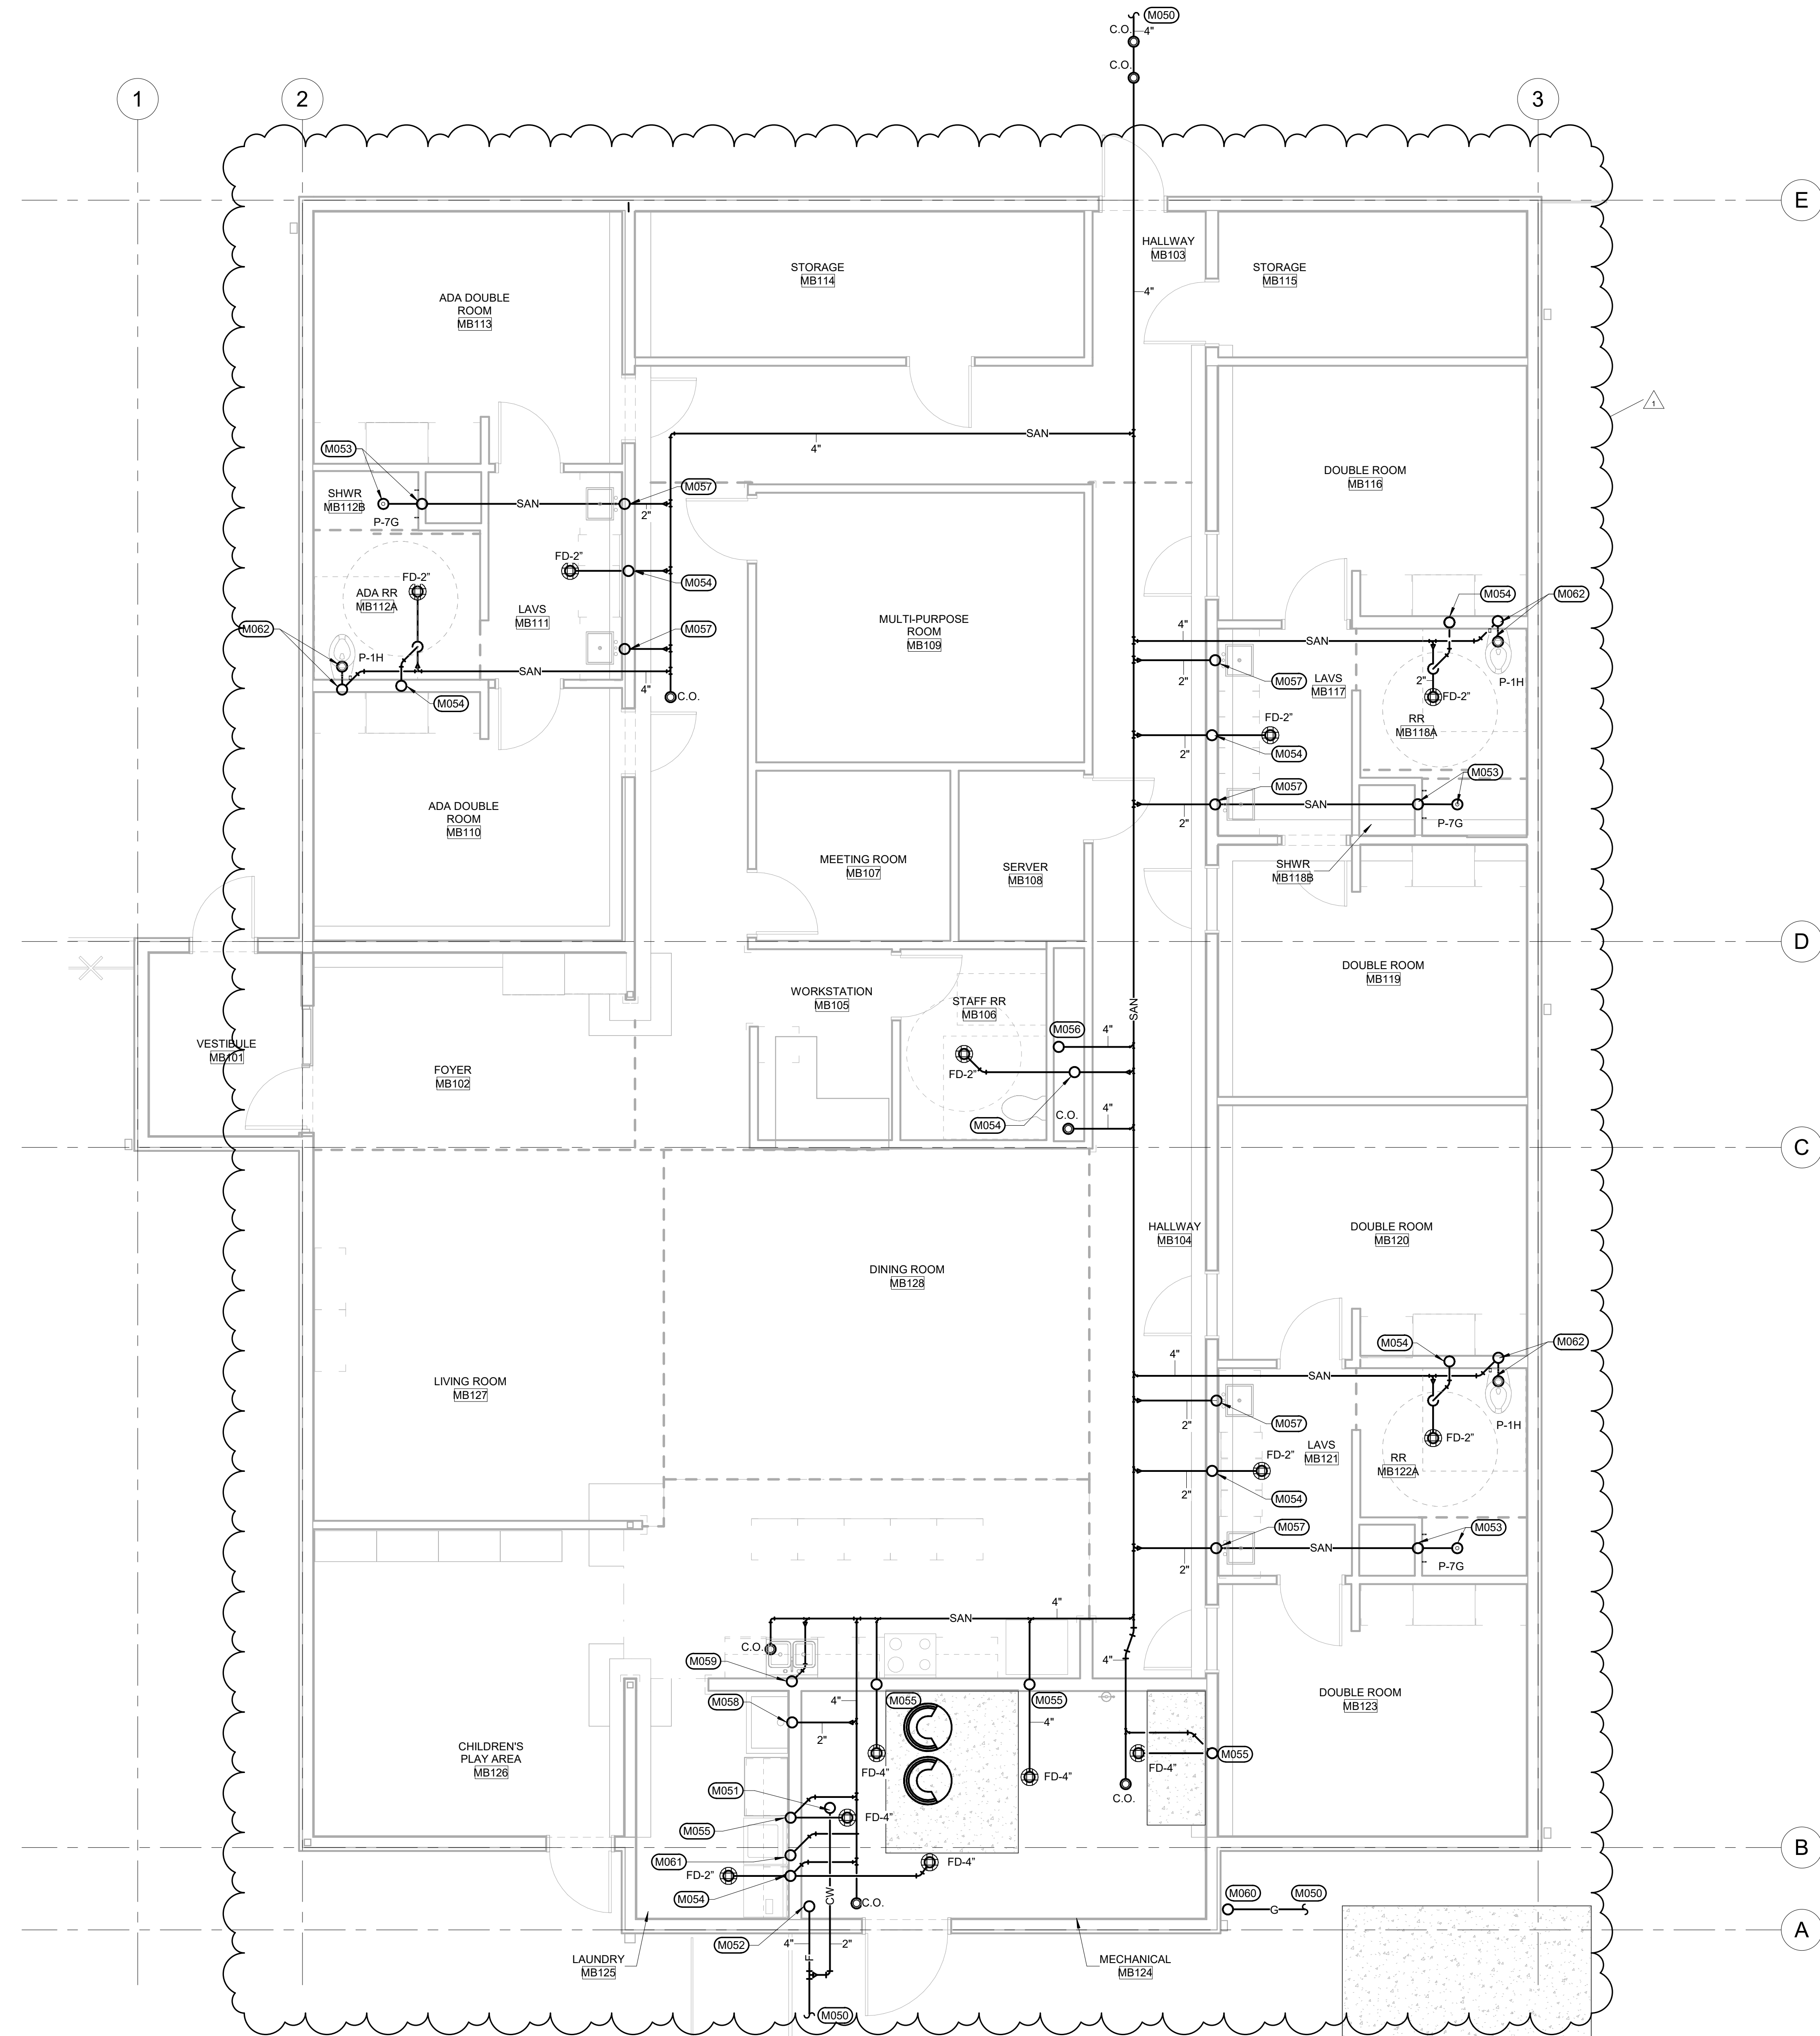 M050
C.O.
4"
C.O.
1
2
3
E
HALLWAY
MB103
STORAGE
MB114
STORAGE
MB115
ADA DOUBLE
ROOM
MB113
4"
1
SAN
4"
M053
DOUBLE ROOM
MB116
SHWR
MB112B
SAN
M057
2"
P-7G
FD-2"
M054
FD-2"
ADA RR
MB112A
LAVS
MB111
M054
M062
MULTI-PURPOSE
ROOM
MB109
4"
M062
M057
SAN
P-1H
SAN
2"
M057
LAVS
MB117
2"
P-1H
4"
C.O.
M054
FD-2"
FD-2"
RR
MB118A
2"
M054
M053
M057
ADA DOUBLE
ROOM
MB110
SAN
2"
P-7G
MEETING ROOM
MB107
SERVER
MB108
SHWR
MB118B
D
DOUBLE ROOM
MB119
WORKSTATION
MB105
STAFF RR
MB106
SAN
VESTIBULE
MB101
M056
4"
FOYER
MB102
FD-2"
C.O.
4"
M054
C
HALLWAY
MB104
DOUBLE ROOM
MB120
DINING ROOM
MB128
M054
M062
4"
SAN
LIVING ROOM
MB127
2"
M057
P-1H
FD-2"
LAVS
MB121
FD-2"
RR
MB122A
2"
M054
M057
M053
SAN
2"
P-7G
4"
SAN
C.O.
M059
4"
DOUBLE ROOM
MB123
M058
4"
M055
M055
4"
2"
CHILDREN'S
PLAY AREA
MB126
M055
FD-4"
FD-4"
FD-4"
M051
C.O.
FD-4"
M055
B
M061
FD-4"
FD-2"
M054
CW
C.O.
M060
M050
G
A
M052
4"
2"
F
LAUNDRY
MB125
MECHANICAL
MB124
M050